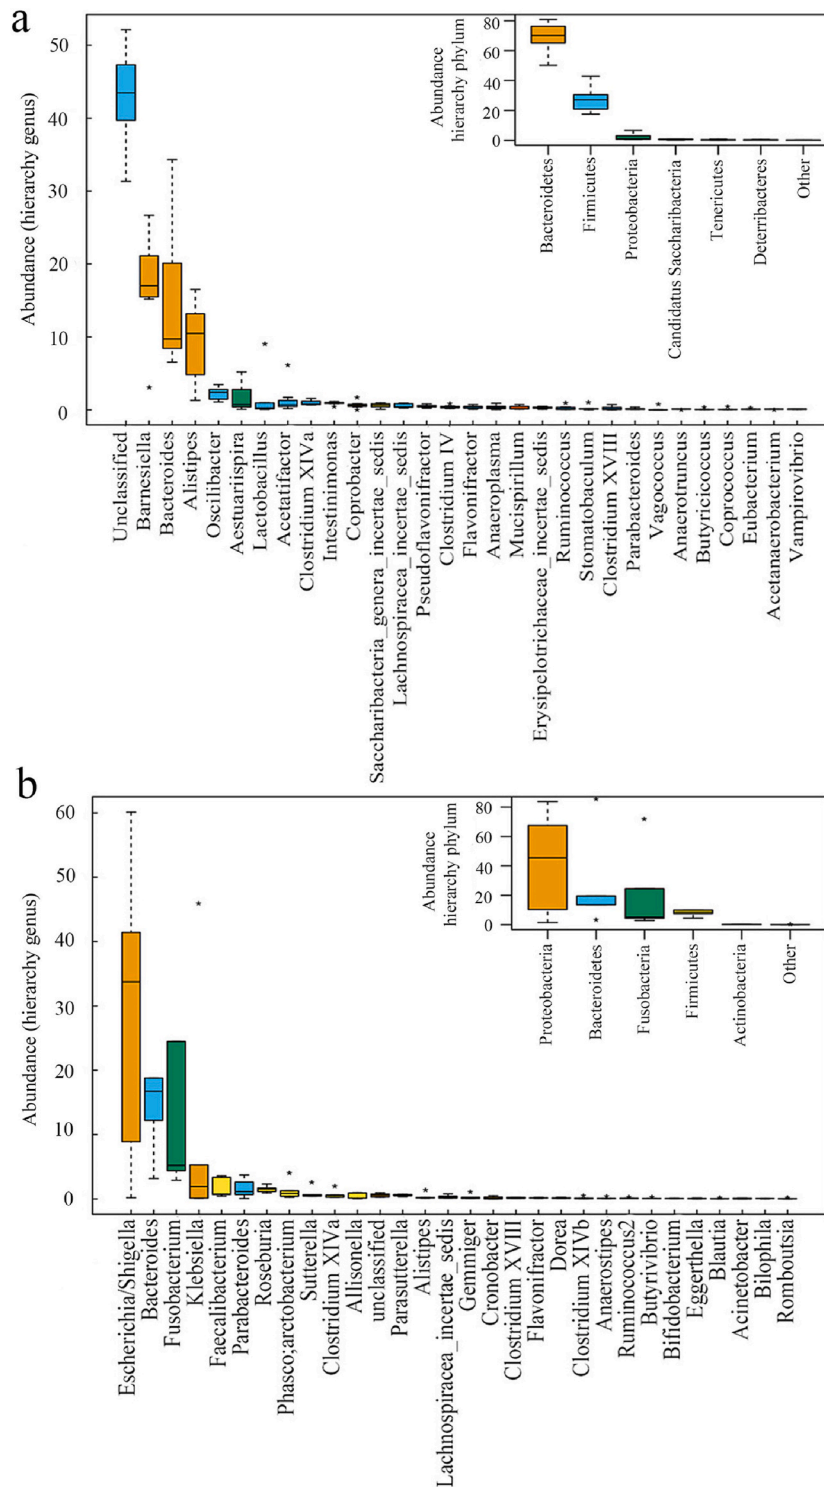 a
Abundance (hierarchy genus)
50
40
30
20
10
0
Abundance
hierarchy phylum
80
60
40
20
0
Bacteroidetes
Firmicutes
Proteobacteria
Candidatus Saccharibacteria
Tenericutes
Deterribacteres
Other
Unclassified
Barnesiella
Bacteroides
Alistipes
Oscilibacter
Aestuariispira
Lactobacillus
Acetatifactor
Clostridium XIVa
Intestinimonas
Coprobacter
Saccharibacteria_genera_incertae_sedis
Lachnospiracea_incertae_sedis
Pseudoflavonifractor
Clostridium IV
Flavonifractor
Anaeroplasma
Mucispirillum
Erysipelotrichaceae_incertae_sedis
Ruminococcus
Stomatobaculum
Clostridium XVIII
Parabacteroides
Vagococcus
Anaerotruncus
Butyricicoccus
Coprococcus
Eubacterium
Acetanaerobacterium
Vampirovibrio
b
Abundance (hierarchy genus)
60
50
40
30
20
10
0
Abundance
hierarchy phylum
80
60
40
20
0
Proteobacteria
Bacteroidetes
Fusobacteria
Firmicutes
Actinobacteria
Other
Escherichia/Shigella
Bacteroides
Fusobacterium
Klebsiella
Faecalibacterium
Parabacteroides
Roseburia
Phasco;arctobacterium
Sutterella
Clostridium XIVa
Allisonella
unclassified
Parasutterella
Alistipes
Lachnospiracea_incertae_sedis
Gemmiger
Cronobacter
Clostridium XVIII
Flavonifractor
Dorea
Clostridium XIVb
Anaerostipes
Ruminococcus2
Butyrivibrio
Bifidobacterium
Eggerthella
Blautia
Acinetobacter
Bilophila
Romboutsia